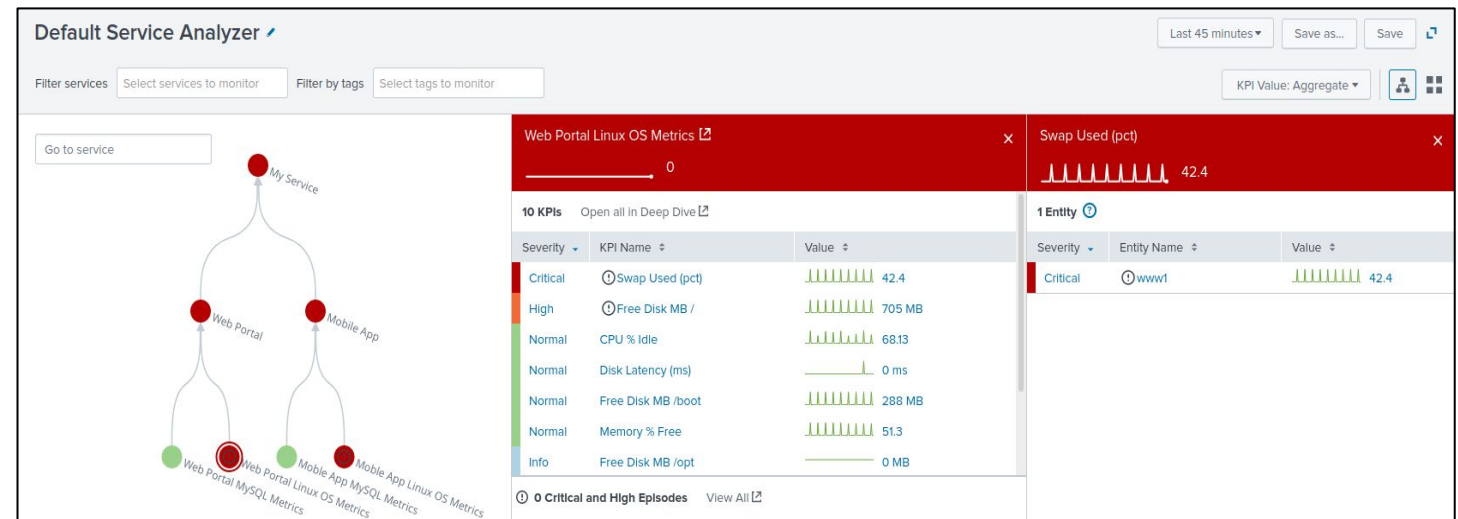 Default Service Analyzer
Last 45 minutes
Save as...
Save
Filter services
Select services to monitor
Filter by tags
Select tags to monitor
KPI Value: Aggregate
Go to service
My Service
Web Portal
Mobile App
Web Portal MySQL Metrics
Web Portal Linux OS Metrics
Moble App MySQL Metrics
Moble App Linux OS Metrics
Web Portal Linux OS Metrics
0
10 KPIs Open all in Deep Dive
Severity KPI Name Value
Critical Swap Used (pct) 42.4
High Free Disk MB / 705 MB
Normal CPU % Idle 68.13
Normal Disk Latency (ms) 0 ms
Normal Free Disk MB /boot 288 MB
Normal Memory % Free 51.3
Info Free Disk MB /opt 0 MB
0 Critical and High Episodes View All
Swap Used (pct)
42.4
1 Entity ?
Severity Entity Name Value
Critical www1 42.4